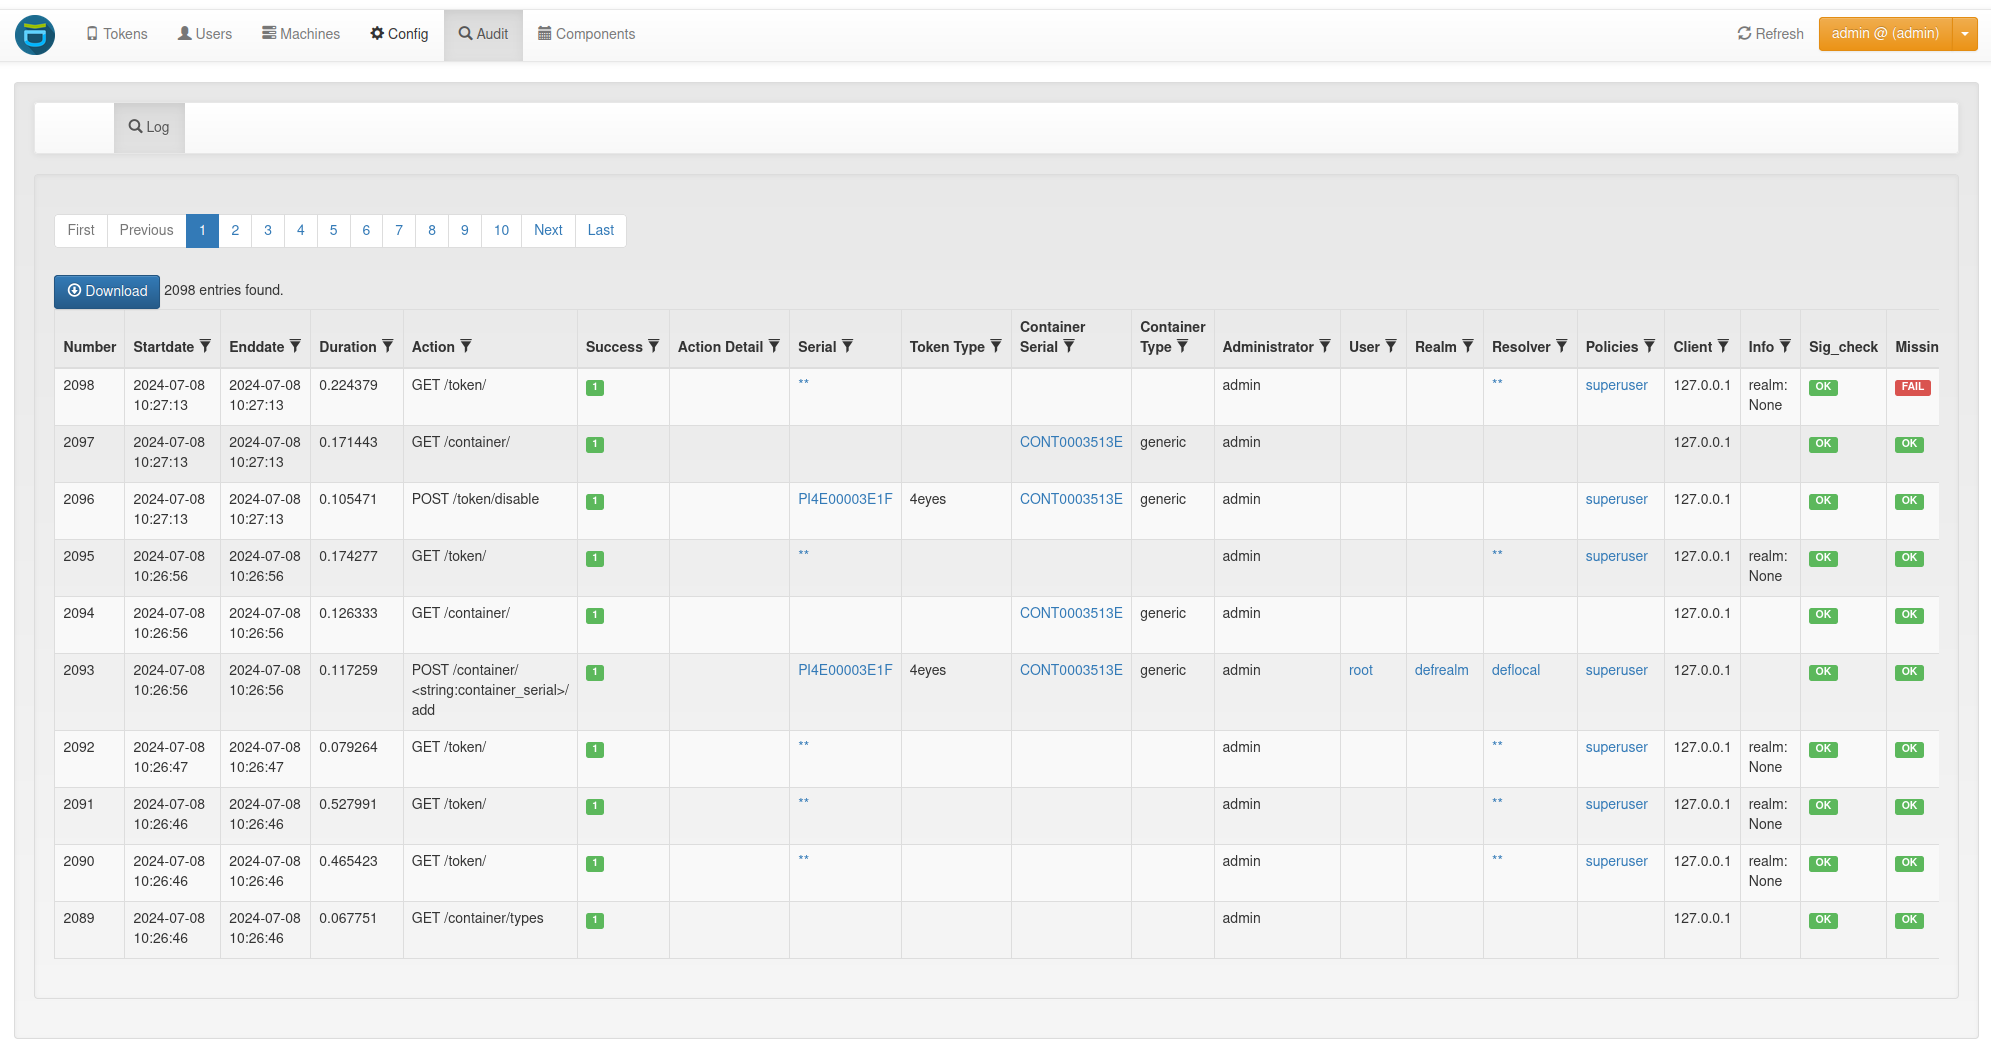 Tokens Users Machines Config Audit Components Refresh admin @ (admin)
Log
First Previous 1 2 3 4 5 6 7 8 9 10 Next Last
Download 2098 entries found.
Number Startdate Enddate Duration Action Success Action Detail Serial Token Type Container Serial Container Type Administrator User Realm Resolver Policies Client Info Sig_check Missin
2098 2024-07-08 10:27:13 2024-07-08 10:27:13 0.224379 GET /token/ 1 ** admin ** superuser 127.0.0.1 realm: None OK FAIL
2097 2024-07-08 10:27:13 2024-07-08 10:27:13 0.171443 GET /container/ 1 CONT0003513E generic admin 127.0.0.1 OK OK
2096 2024-07-08 10:27:13 2024-07-08 10:27:13 0.105471 POST /token/disable 1 PI4E00003E1F 4eyes CONT0003513E generic admin superuser 127.0.0.1 OK OK
2095 2024-07-08 10:26:56 2024-07-08 10:26:56 0.174277 GET /token/ 1 ** admin ** superuser 127.0.0.1 realm: None OK OK
2094 2024-07-08 10:26:56 2024-07-08 10:26:56 0.126333 GET /container/ 1 CONT0003513E generic admin 127.0.0.1 OK OK
2093 2024-07-08 10:26:56 2024-07-08 10:26:56 0.117259 POST /container/<string:container_serial>/add 1 PI4E00003E1F 4eyes CONT0003513E generic admin root defrealm deflocal superuser 127.0.0.1 OK OK
2092 2024-07-08 10:26:47 2024-07-08 10:26:47 0.079264 GET /token/ 1 ** admin ** superuser 127.0.0.1 realm: None OK OK
2091 2024-07-08 10:26:46 2024-07-08 10:26:46 0.527991 GET /token/ 1 ** admin ** superuser 127.0.0.1 realm: None OK OK
2090 2024-07-08 10:26:46 2024-07-08 10:26:46 0.465423 GET /token/ 1 ** admin ** superuser 127.0.0.1 realm: None OK OK
2089 2024-07-08 10:26:46 2024-07-08 10:26:46 0.067751 GET /container/types 1 admin 127.0.0.1 OK OK